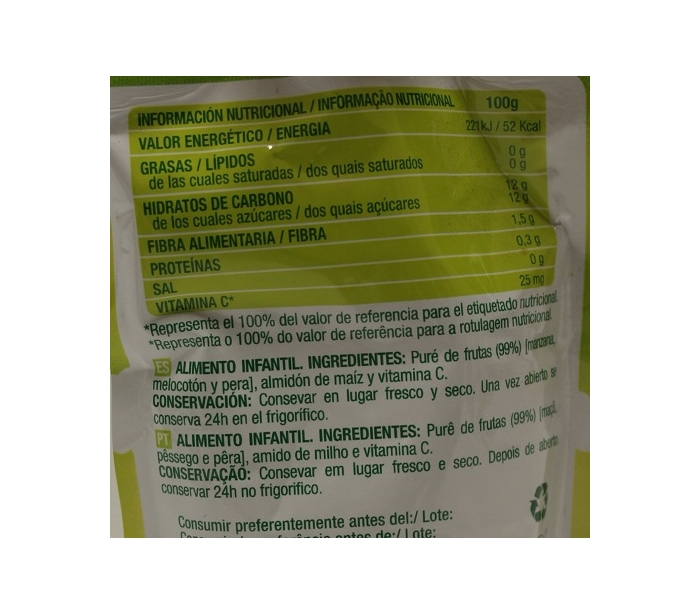 INFORMACIÓN NUTRICIONAL / INFORMAÇÃO NUTRICIONAL 100g
VALOR ENERGÉTICO / ENERGIA 221kJ / 52 Kcal
GRASAS / LÍPIDOS 0 g
de las cuales saturadas / dos quais saturados 0 g
HIDRATOS DE CARBONO 12 g
de los cuales azúcares / dos quais açúcares 12 g
FIBRA ALIMENTARIA / FIBRA 1,5 g
PROTEÍNAS 0,3 g
SAL 0 g
VITAMINA C* 25 mg
*Representa el 100% del valor de referencia para el etiquetado nutricional.
*Representa o 100% do valor de referência para a rotulagem nutricional.
ES ALIMENTO INFANTIL. INGREDIENTES: Puré de frutas (99%) [manzana,
melocotón y pera], almidón de maíz y vitamina C.
CONSERVACIÓN: Consevar en lugar fresco y seco. Una vez abierto se
conserva 24h en el frigorífico.
PT ALIMENTO INFANTIL. INGREDIENTES: Purê de frutas (99%) [maçã,
pêssego e pêra], amido de milho e vitamina C.
CONSERVAÇÃO: Consevar em lugar fresco e seco. Depois de aberto
conservar 24h no frigorifico.
Consumir preferentemente antes del:/ Lote:
antes de:/ Lote: